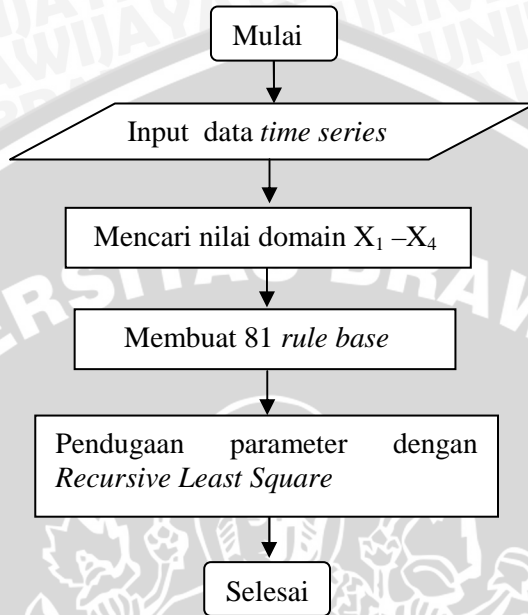 Mulai
Input data time series
Mencari nilai domain X₁ –X₄
Membuat 81 rule base
Pendugaan parameter dengan
Recursive Least Square
Selesai